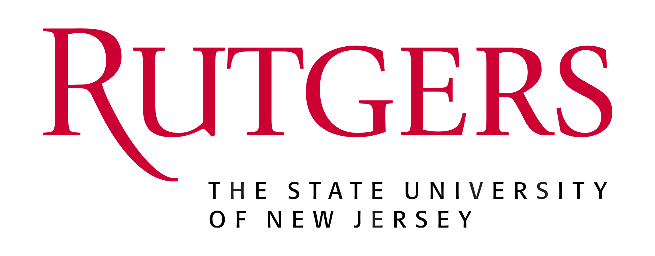 RUTGERS
THE STATE UNIVERSITY
OF NEW JERSEY